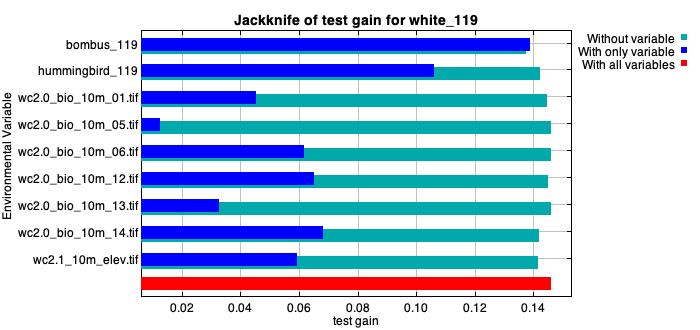 Jackknife of test gain for white_119
Without variable
With only variable
With all variables
Environmental Variable
bombus_119
hummingbird_119
wc2.0_bio_10m_01.tif
wc2.0_bio_10m_05.tif
wc2.0_bio_10m_06.tif
wc2.0_bio_10m_12.tif
wc2.0_bio_10m_13.tif
wc2.0_bio_10m_14.tif
wc2.1_10m_elev.tif
0.02 0.04 0.06 0.08 0.10 0.12 0.14
test gain